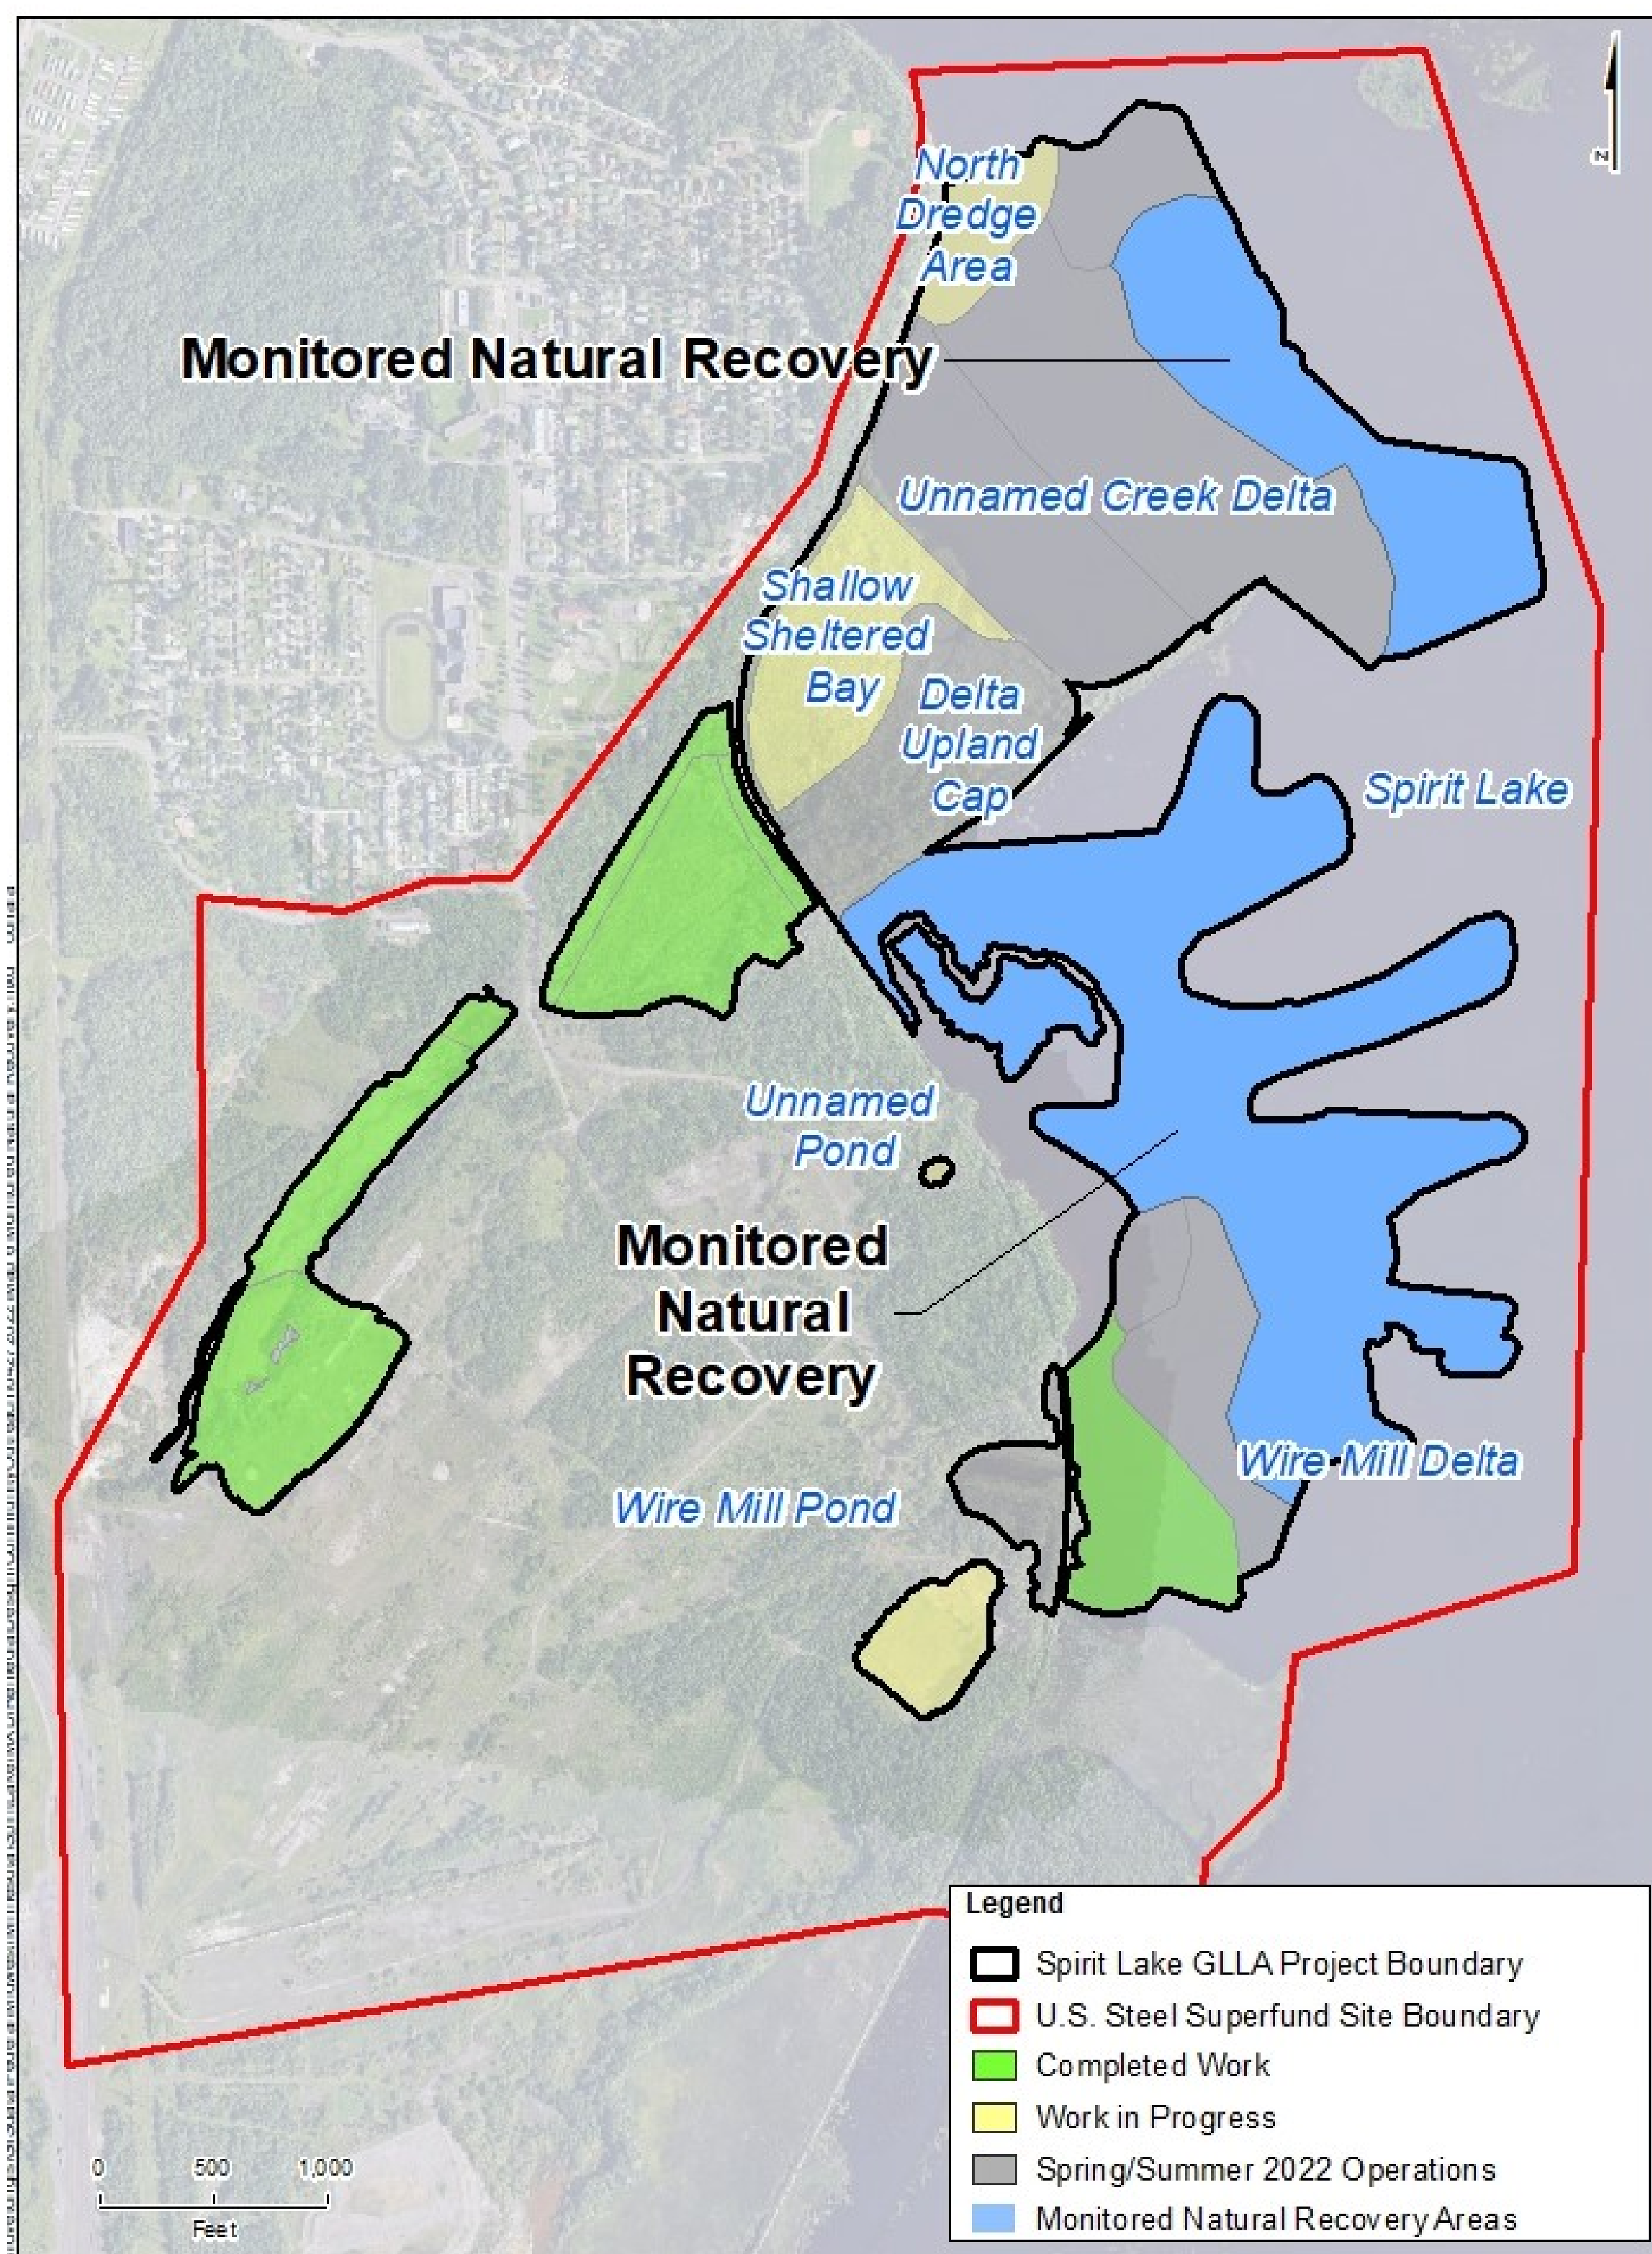 Z
North
Dredge
Area
Monitored Natural Recovery
Unnamed Creek Delta
Shallow
Sheltered
Bay
Delta
Upland
Cap
Spirit Lake
Unnamed
Pond
Monitored
Natural
Recovery
Wire Mill Delta
Wire Mill Pond
Legend
Spirit Lake GLLA Project Boundary
U.S. Steel Superfund Site Boundary
Completed Work
Work in Progress
Spring/Summer 2022 Operations
Monitored Natural Recovery Areas
0 500 1,000
Feet